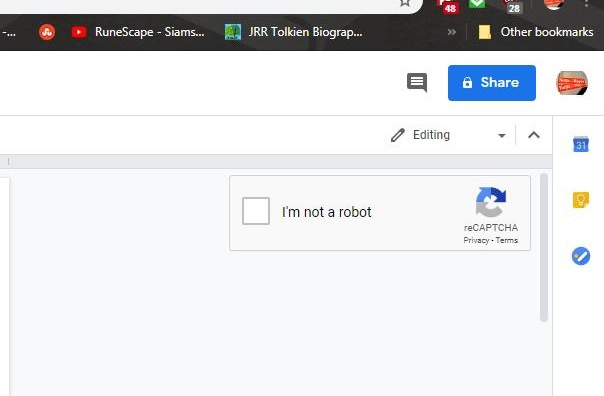 48
28
-...
RuneScape - Siams...
JRR Tolkien Biograp...
»
Other bookmarks
Share
Editing
31
I'm not a robot
reCAPTCHA
Privacy - Terms